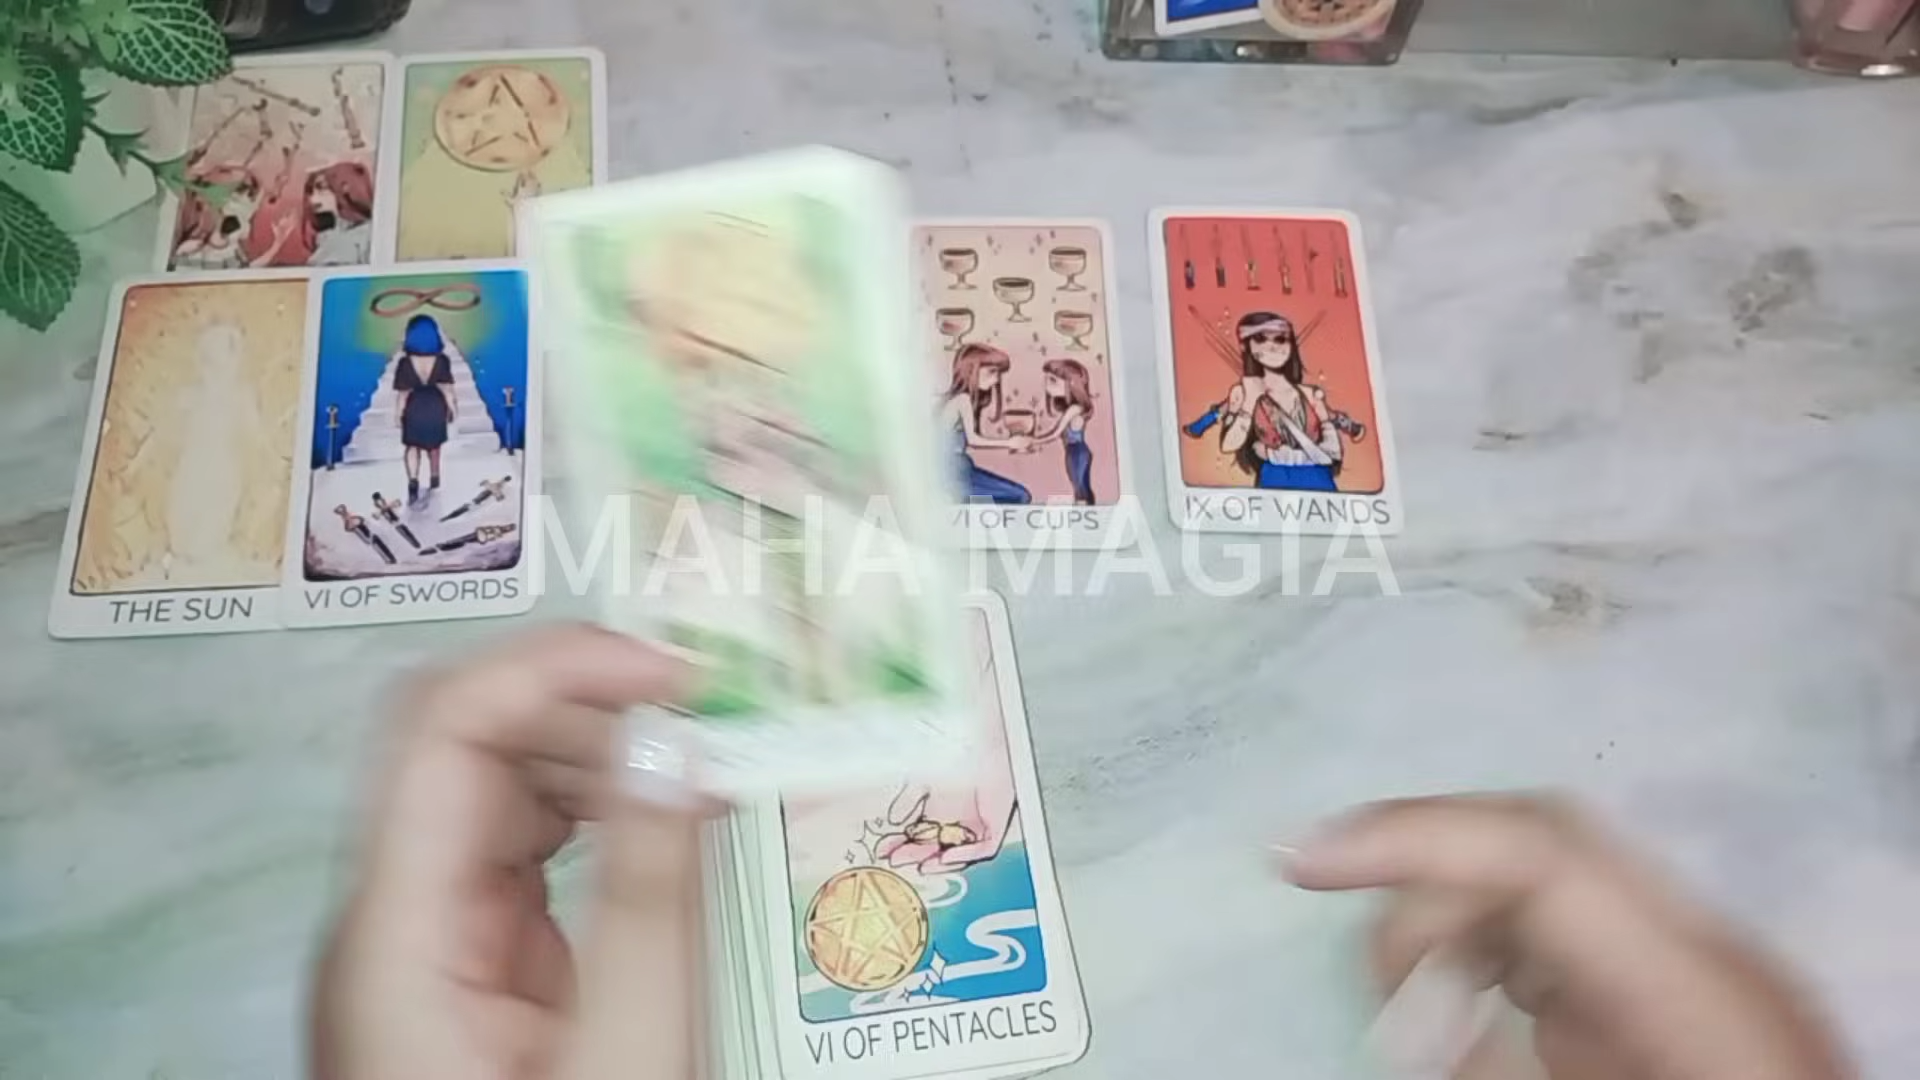 THE SUN
VI OF SWORDS
VI OF CUPS
IX OF WANDS
MAHA MAGIA
VI OF PENTACLES